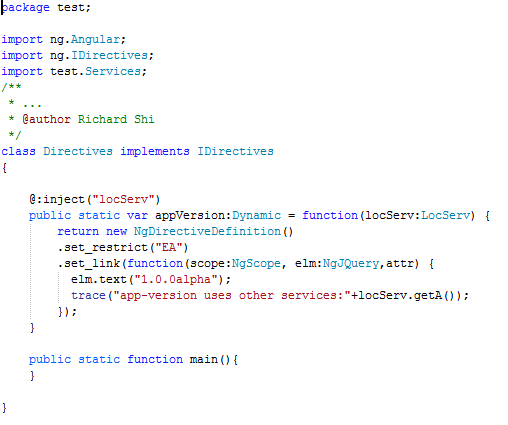 package test;
import ng.Angular;
import ng.IDirectives;
import test.Services;
/**
 * ...
 * @author Richard Shi
 */
class Directives implements IDirectives
{
    @:inject("locServ")
    public static var appVersion:Dynamic = function(locServ:LocServ) {
        return new NgDirectiveDefinition()
        .set_restrict("EA")
        .set_link(function(scope:NgScope, elm:NgJQuery,attr) {
          elm.text("1.0.0alpha");
          trace("app-version uses other services:"+locServ.getA());
        });
    }
    public static function main(){
    }
}